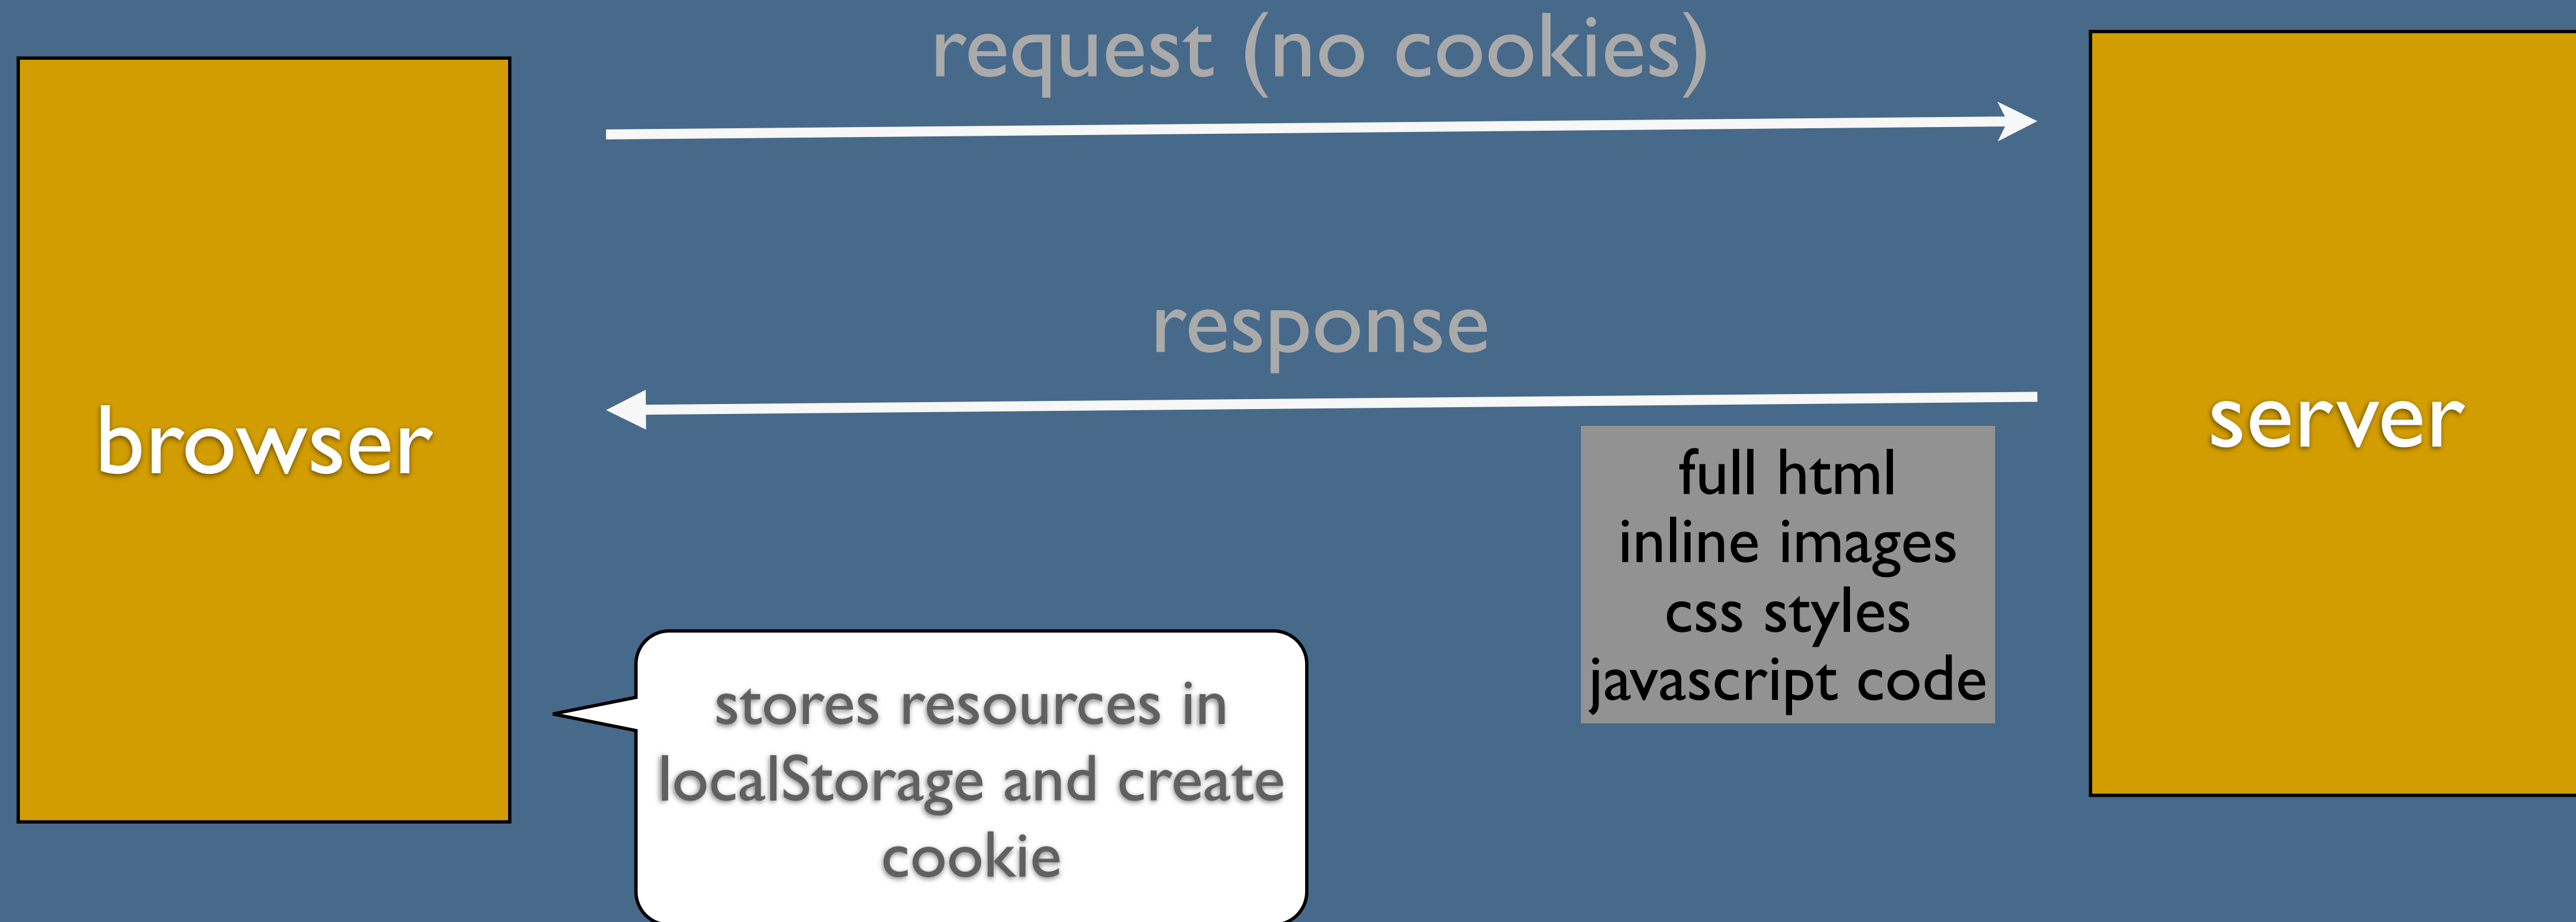 request (no cookies)
response
browser
server
full html
inline images
css styles
javascript code
stores resources in
localStorage and create
cookie